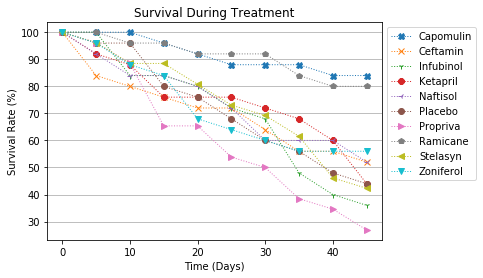 Survival During Treatment
Survival Rate (%)
100
90
80
70
60
50
40
30
0
10
20
30
40
Time (Days)
Capomulin
Ceftamin
Infubinol
Ketapril
Naftisol
Placebo
Propriva
Ramicane
Stelasyn
Zoniferol